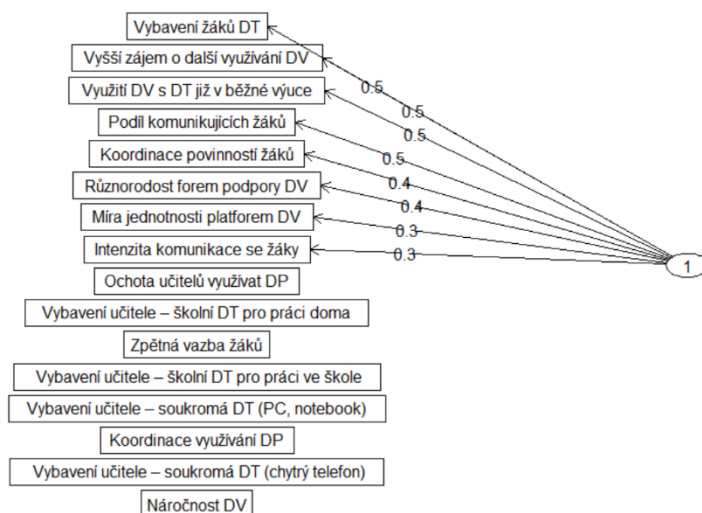 Vybavení žáků DT
Vyšší zájem o další využívání DV
Využití DV s DT již v běžné výuce
Podíl komunikujících žáků
Koordinace povinností žáků
Různorodost forem podpory DV
Míra jednotnosti platforem DV
Intenzita komunikace se žáky
Ochota učitelů využívat DP
Vybavení učitele – školní DT pro práci doma
Zpětná vazba žáků
Vybavení učitele – školní DT pro práci ve škole
Vybavení učitele – soukromá DT (PC, notebook)
Koordinace využívání DP
Vybavení učitele – soukromá DT (chytrý telefon)
Náročnost DV
0.5
0.5
0.5
0.5
0.4
0.4
0.3
0.3
1